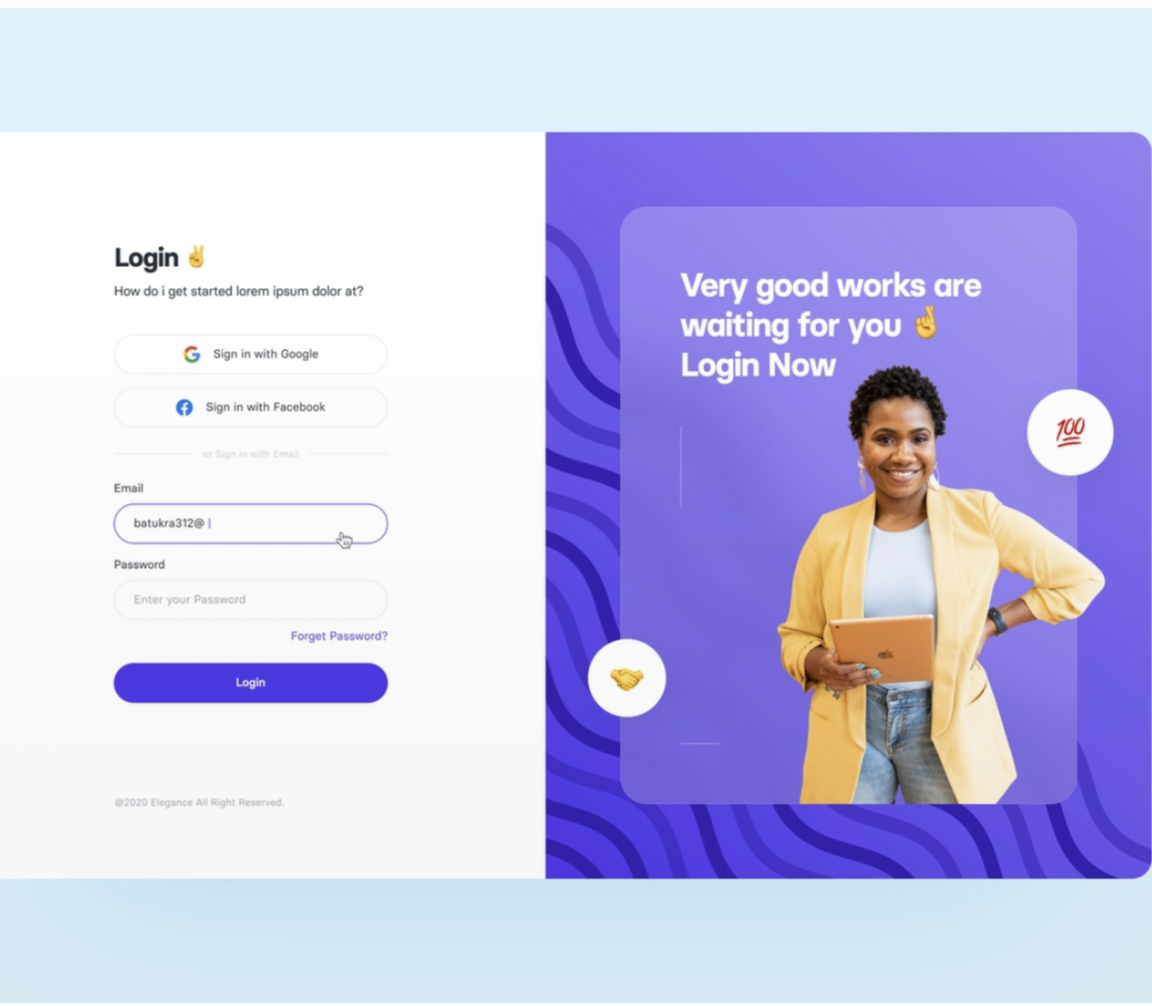 Login ✌️
How do i get started lorem ipsum dolor at?
Sign in with Google
Sign in with Facebook
or Sign in with Email
Email
batukra312@
Password
Enter your Password
Forget Password?
Login
@2020 Elegance All Right Reserved.
Very good works are
waiting for you 🤞
Login Now
💯